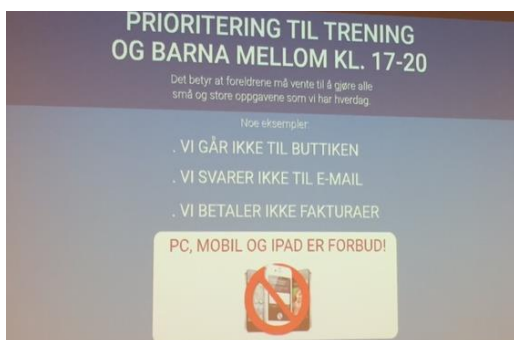 PRIORITERING TIL TRENING
OG BARNA MELLOM KL. 17-20
Det betyr at foreldrene må vente til å gjøre alle
små og store oppgavene som vi har hverdag.
Noe eksempler:
. VI GÅR IKKE TIL BUTTIKEN
. VI SVARER IKKE TIL E-MAIL
. VI BETALER IKKE FAKTURAER
PC, MOBIL OG IPAD ER FORBUD!